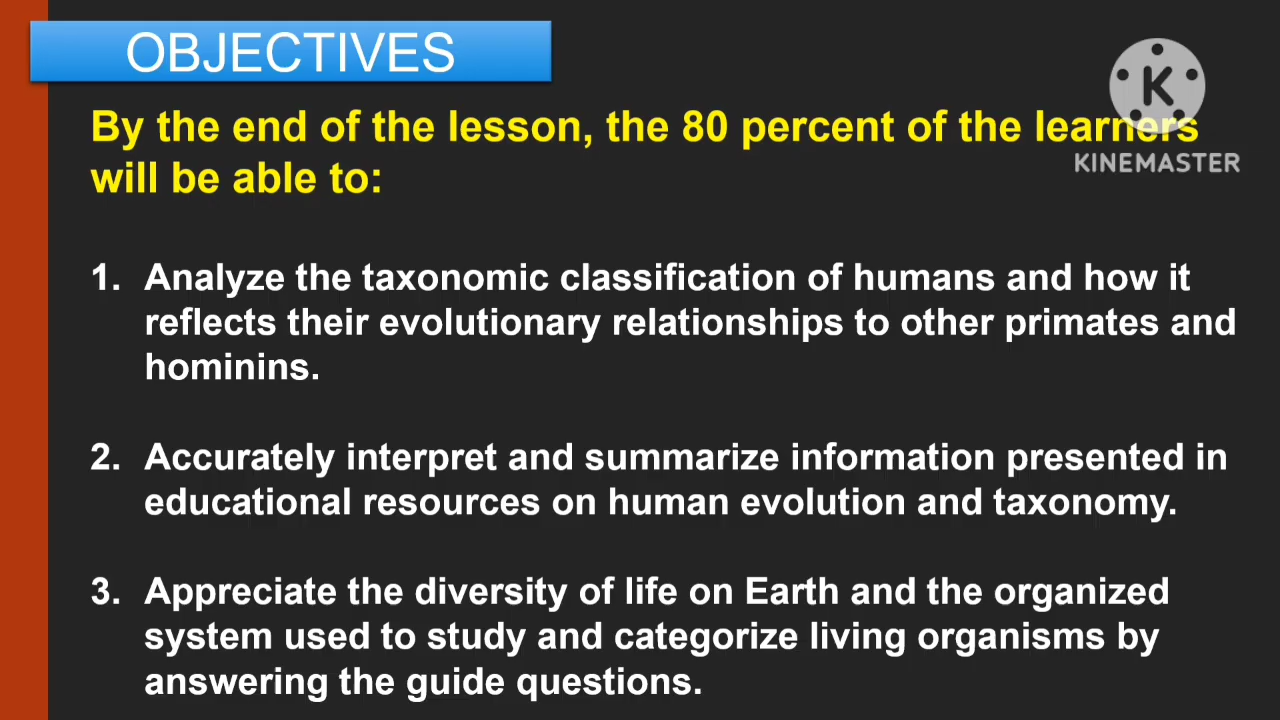 OBJECTIVES
By the end of the lesson, the 80 percent of the learners
will be able to:
K
KINEMASTER
1. Analyze the taxonomic classification of humans and how it
reflects their evolutionary relationships to other primates and
hominins.
2. Accurately interpret and summarize information presented in
educational resources on human evolution and taxonomy.
3. Appreciate the diversity of life on Earth and the organized
system used to study and categorize living organisms by
answering the guide questions.